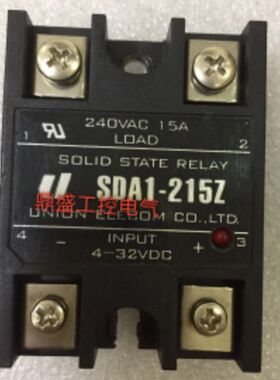 240VAC 15A
1 LOAD 2
SOLID STATE RELAY
SDA1-215Z
鼎盛工控电气
UNION ELECOM CO.,LTD.
4 - INPUT + 3
4-32VDC